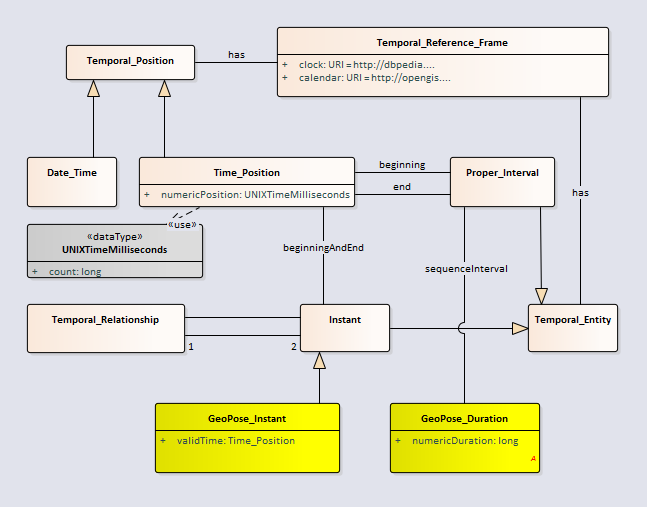 Temporal_Position
has
Temporal_Reference_Frame
+ clock: URI = http://dbpedia....
+ calendar: URI = http://opengis....
Date_Time
Time_Position
+ numericPosition: UNIXTimeMilliseconds
beginning
end
Proper_Interval
has
«use»
«dataType»
UNIXTimeMilliseconds
+ count: long
beginningAndEnd
sequenceInterval
Temporal_Relationship
1
2
Instant
Temporal_Entity
GeoPose_Instant
+ validTime: Time_Position
GeoPose_Duration
+ numericDuration: long
A